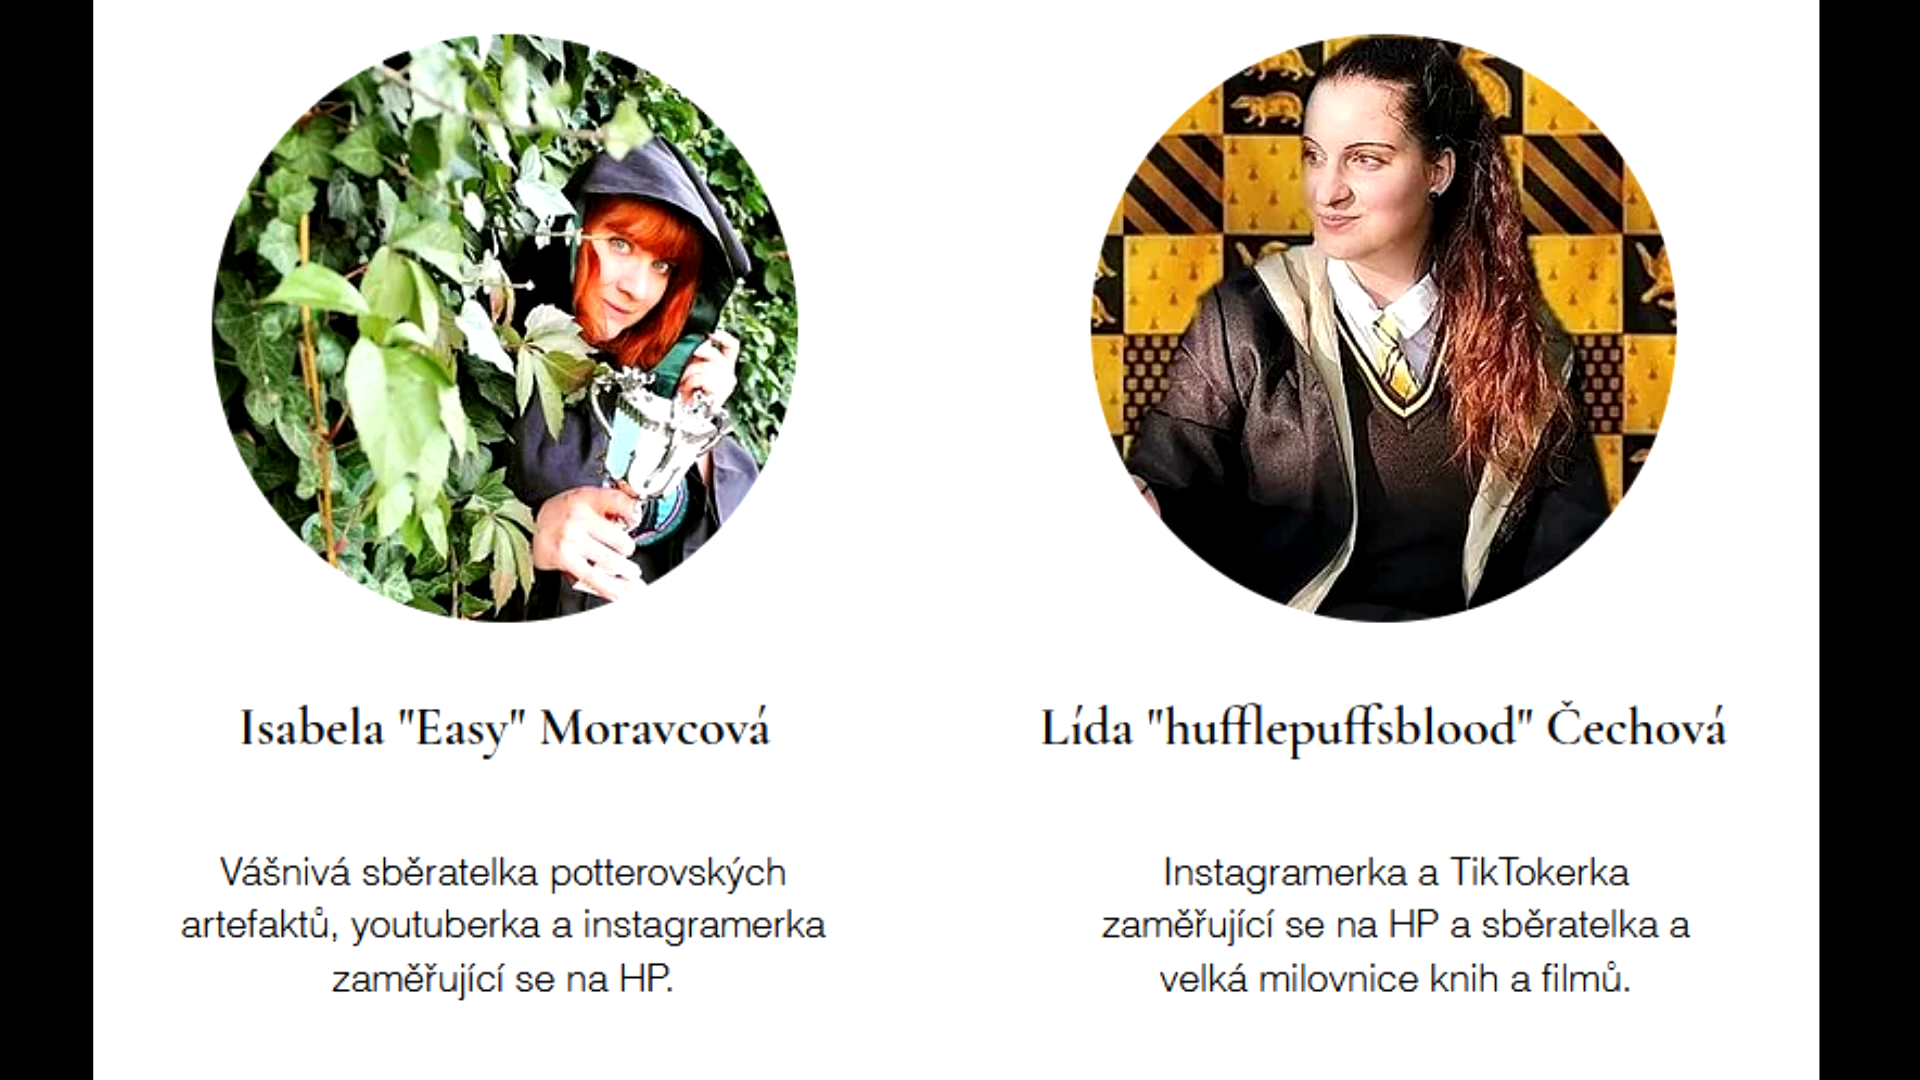 Isabela "Easy" Moravcová
Vášnivá sběratelka potterovských
artefaktů, youtuberka a instagramerka
zaměřující se na HP.
Lída "hufflepuffsblood" Čechová
Instagramerka a TikTokerka
zaměřující se na HP a sběratelka a
velká milovnice knih a filmů.